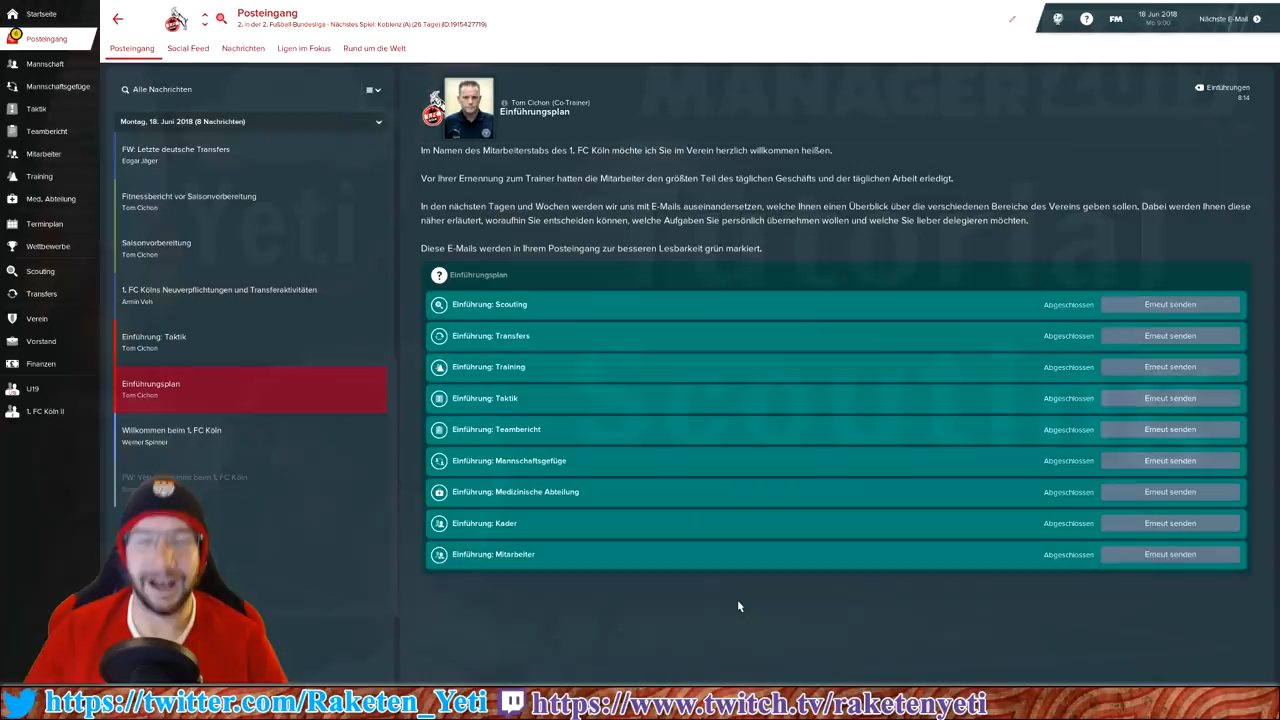 Startseite
Posteingang
Mannschaft
Mannschaftsgefüge
Taktik
Teambericht
Mitarbeiter
Training
Med. Abteilung
Terminplan
Wettbewerbe
Scouting
Transfers
Verein
Vorstand
Finanzen
U19
1. FC Köln II
Posteingang
2. in der 2. Fußball-Bundesliga - Nächstes Spiel: Koblenz (A) (26 Tage) (ID:1915427719)
FM
18 Jun 2018
Mo 9:00
Nächste E-Mail
Posteingang
Social Feed
Nachrichten
Ligen im Fokus
Rund um die Welt
Alle Nachrichten
Montag, 18. Juni 2018 (8 Nachrichten)
FW: Letzte deutsche Transfers
Edgar Jäger
Fitnessbericht vor Saisonvorbereitung
Tom Cichon
Saisonvorbereitung
Tom Cichon
1. FC Kölns Neuverpflichtungen und Transferaktivitäten
Armin Veh
Einführung: Taktik
Tom Cichon
Einführungsplan
Tom Cichon
Willkommen beim 1. FC Köln
Werner Spinner
beim 1. FC Köln
Tom Cichon (Co-Trainer)
Einführungsplan
Einführungen
8:14
Im Namen des Mitarbeiterstabs des 1. FC Köln möchte ich Sie im Verein herzlich willkommen heißen.
Vor Ihrer Ernennung zum Trainer hatten die Mitarbeiter den größten Teil des täglichen Geschäfts und der täglichen Arbeit erledigt.
In den nächsten Tagen und Wochen werden wir uns mit E-Mails auseinandersetzen, welche Ihnen einen Überblick über die verschiedenen Bereiche des Vereins geben sollen. Dabei werden Ihnen diese
näher erläutert, woraufhin Sie entscheiden können, welche Aufgaben Sie persönlich übernehmen wollen und welche Sie lieber delegieren möchten.
Diese E-Mails werden in Ihrem Posteingang zur besseren Lesbarkeit grün markiert.
Einführungsplan
Einführung: Scouting Abgeschlossen Erneut senden
Einführung: Transfers Abgeschlossen Erneut senden
Einführung: Training Abgeschlossen Erneut senden
Einführung: Taktik Abgeschlossen Erneut senden
Einführung: Teambericht Abgeschlossen Erneut senden
Einführung: Mannschaftsgefüge Abgeschlossen Erneut senden
Einführung: Medizinische Abteilung Abgeschlossen Erneut senden
Einführung: Kader Abgeschlossen Erneut senden
Einführung: Mitarbeiter Abgeschlossen Erneut senden
https://twitter.com/Raketen_Yeti
https://www.twitch.tv/raketenyeti